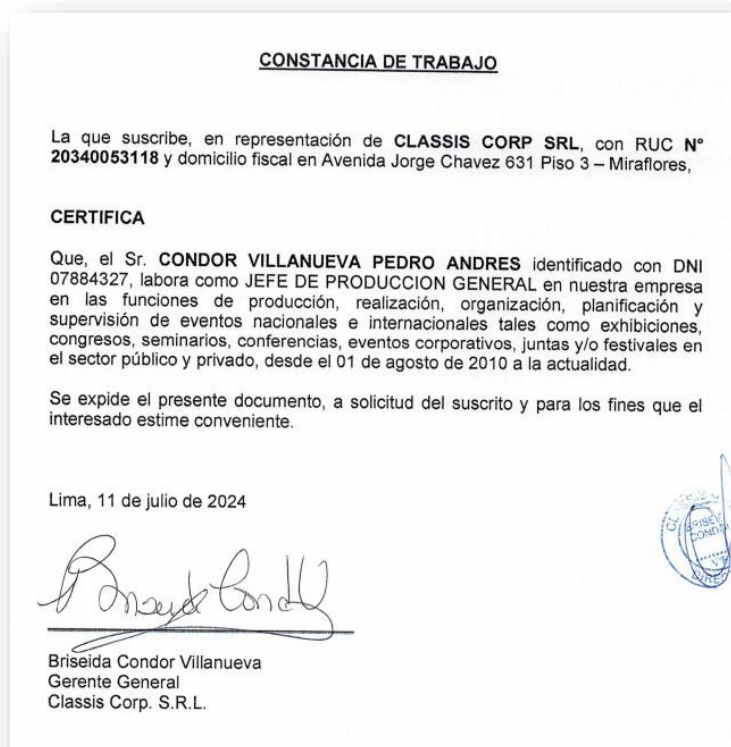 CONSTANCIA DE TRABAJO
La que suscribe, en representación de CLASSIS CORP SRL, con RUC N°
20340053118 y domicilio fiscal en Avenida Jorge Chavez 631 Piso 3 – Miraflores,
CERTIFICA
Que, el Sr. CONDOR VILLANUEVA PEDRO ANDRES identificado con DNI
07884327, labora como JEFE DE PRODUCCION GENERAL en nuestra empresa
en las funciones de producción, realización, organización, planificación y
supervisión de eventos nacionales e internacionales tales como exhibiciones,
congresos, seminarios, conferencias, eventos corporativos, juntas y/o festivales en
el sector público y privado, desde el 01 de agosto de 2010 a la actualidad.
Se expide el presente documento, a solicitud del suscrito y para los fines que el
interesado estime conveniente.
Lima, 11 de julio de 2024
Briseida Condor Villanueva
Gerente General
Classis Corp. S.R.L.